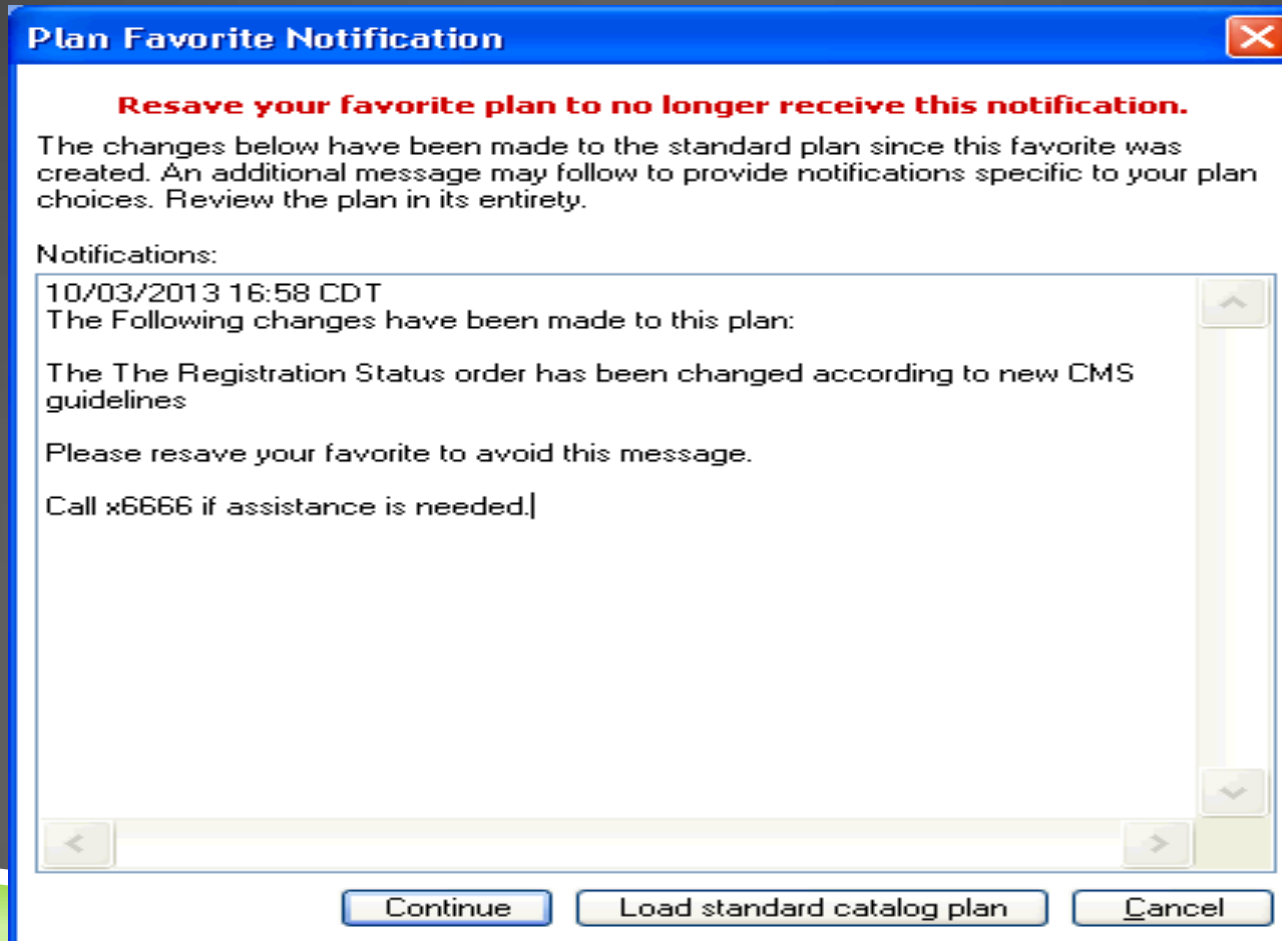 Plan Favorite Notification
Resave your favorite plan to no longer receive this notification.
The changes below have been made to the standard plan since this favorite was
created. An additional message may follow to provide notifications specific to your plan
choices. Review the plan in its entirety.
Notifications:
10/03/2013 16:58 CDT
The Following changes have been made to this plan:
The The Registration Status order has been changed according to new CMS
guidelines
Please resave your favorite to avoid this message.
Call x6666 if assistance is needed.
Continue
Load standard catalog plan
Cancel